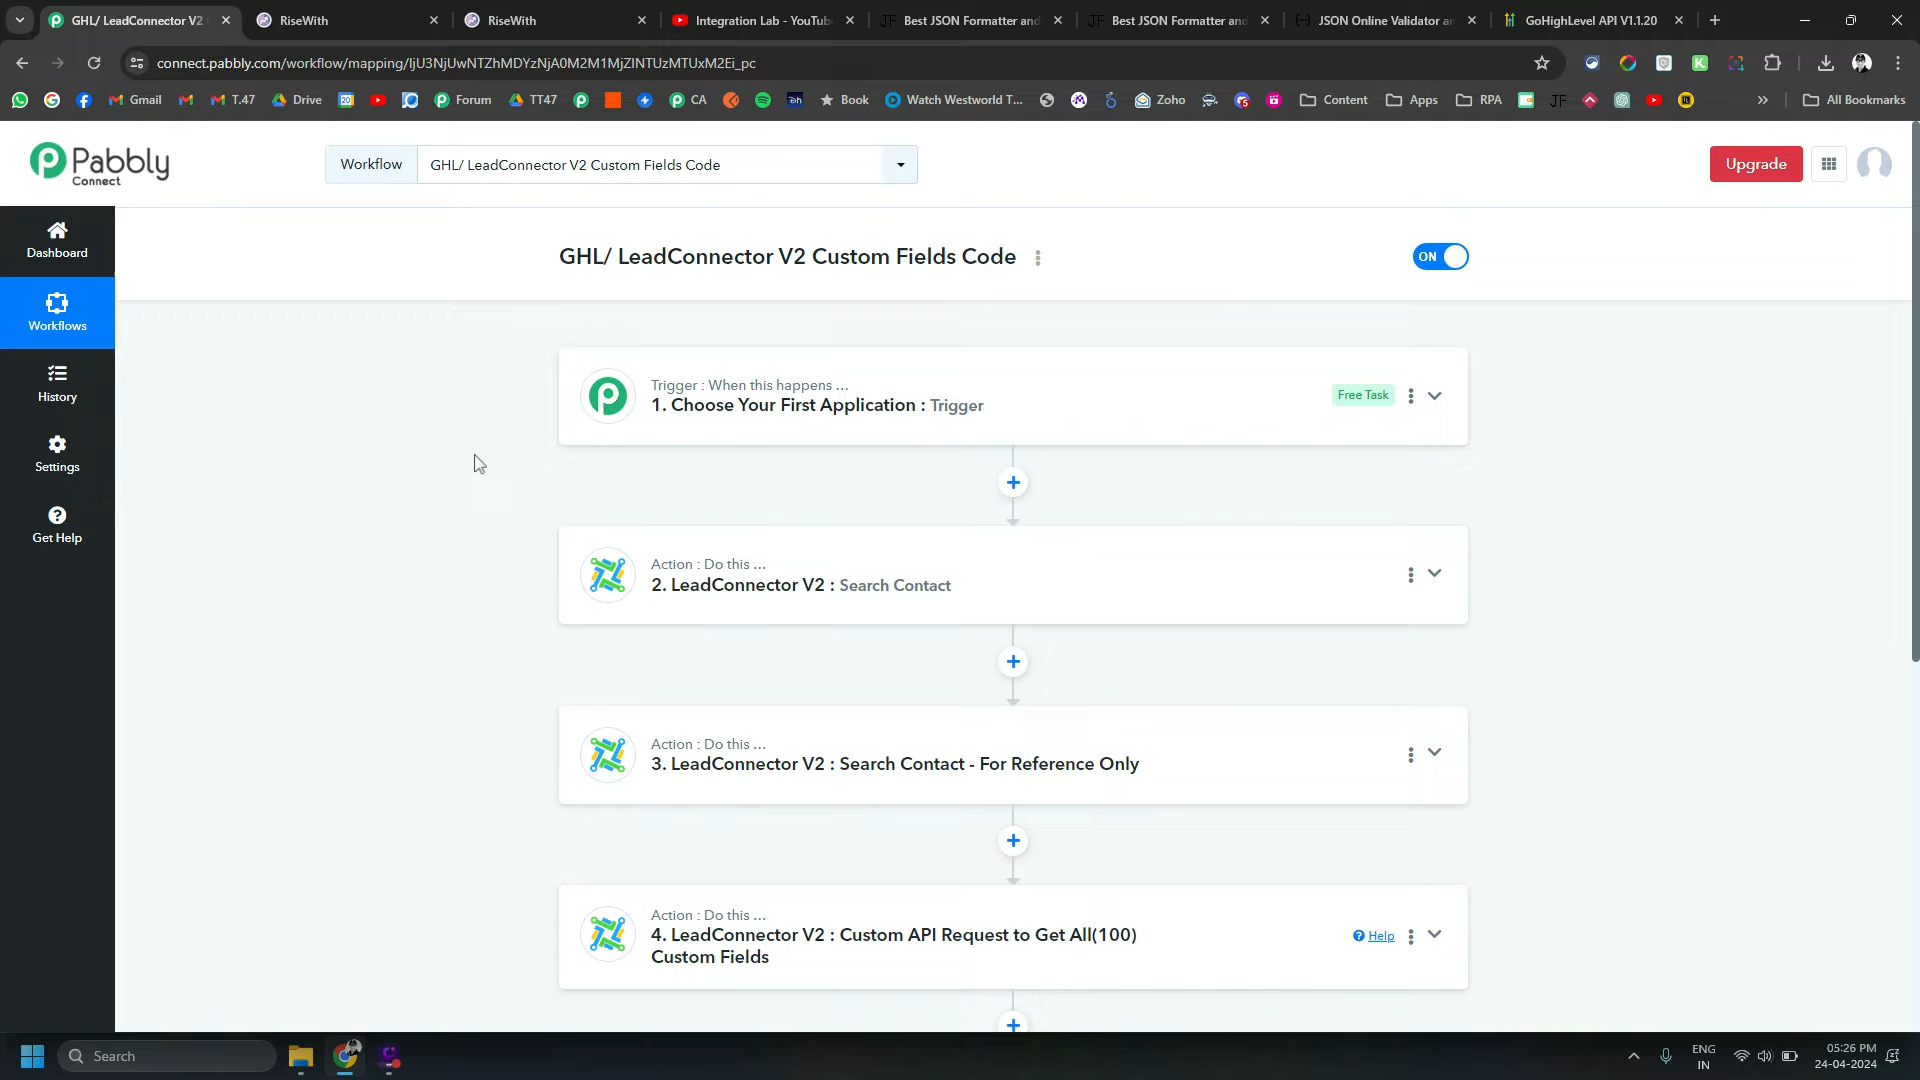 GHL/ LeadConnector V2
RiseWith
RiseWith
Integration Lab - YouTub
Best JSON Formatter and
Best JSON Formatter and
JSON Online Validator ar
GoHighLevel API V1.1.20
connect.pabbly.com/workflow/mapping/IjU3NjUwNTZhMDYzNjA0M2M1MjZlNTUzMTUxM2Ei_pc
Gmail
T.47
Drive
Forum
TT47
CA
Book
Watch Westworld T...
Zoho
Content
Apps
JF
RPA
All Bookmarks
Pabbly
Connect
Workflow
GHL/ LeadConnector V2 Custom Fields Code
Upgrade
Dashboard
Workflows
History
Settings
Get Help
GHL/ LeadConnector V2 Custom Fields Code
ON
Trigger : When this happens ...
1. Choose Your First Application : Trigger
Free Task
Action : Do this ...
2. LeadConnector V2 : Search Contact
Action : Do this ...
3. LeadConnector V2 : Search Contact - For Reference Only
Action : Do this ...
4. LeadConnector V2 : Custom API Request to Get All(100)
Custom Fields
Help
Search
ENG
IN
05:26 PM
24-04-2024